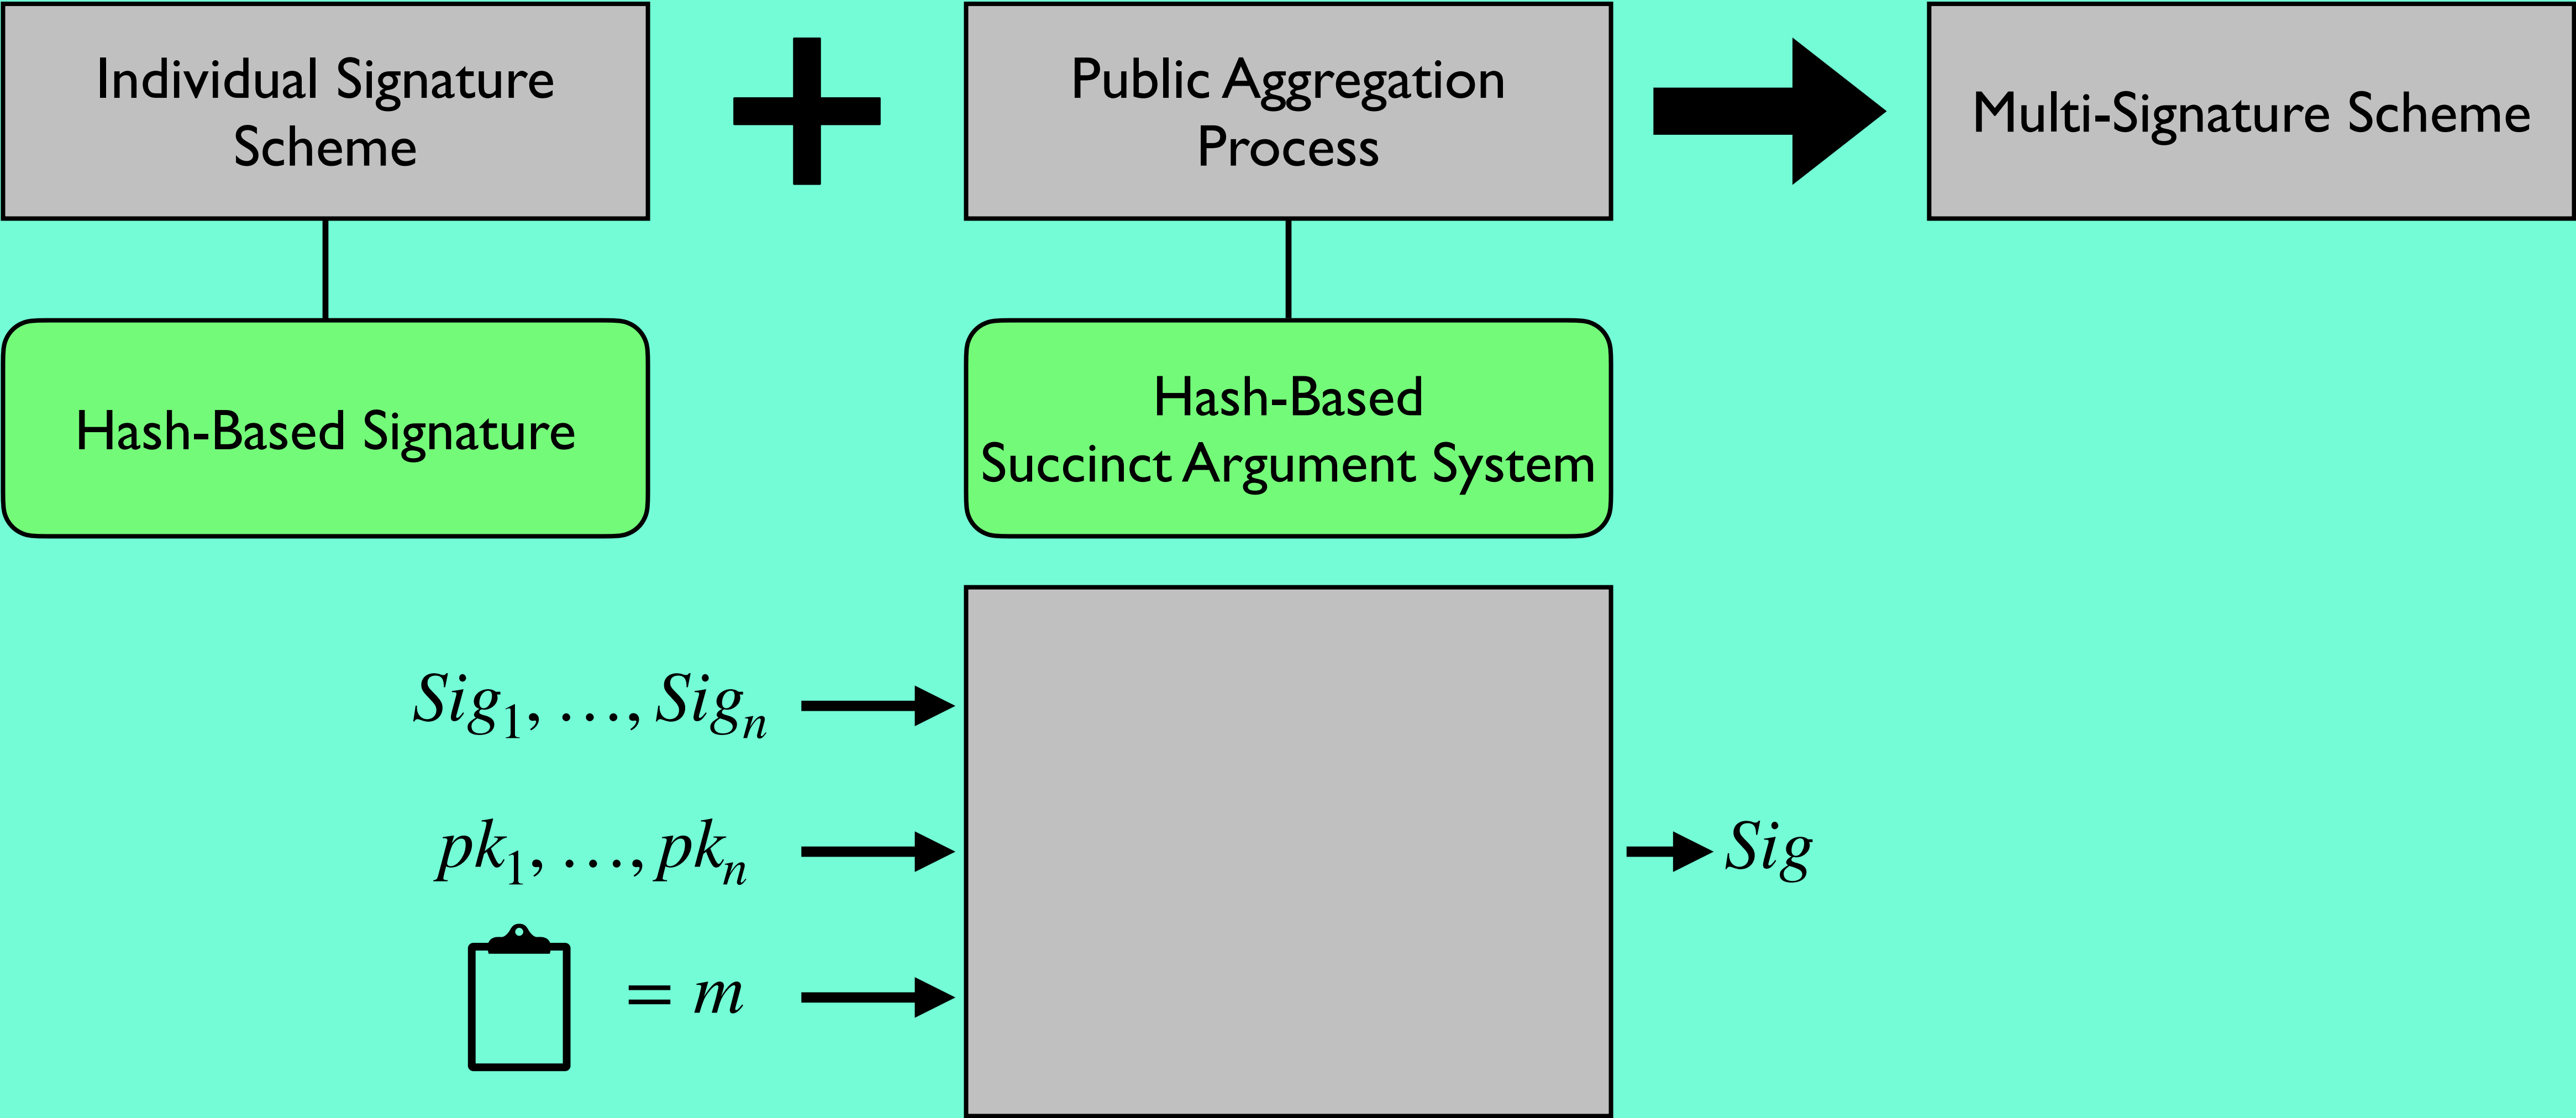 Individual Signature
Scheme
Public Aggregation
Process
Multi-Signature Scheme
Hash-Based Signature
Hash-Based
Succinct Argument System
Sig₁, …, Sigₙ
pk₁, …, pkₙ
Sig
= m